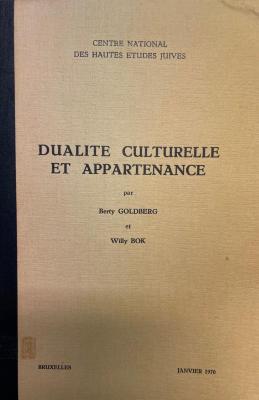 CENTRE NATIONAL
DES HAUTES ETUDES JUIVES
DUALITE CULTURELLE
ET APPARTENANCE
par
Berty GOLDBERG
et
Willy BOK
BRUXELLES
JANVIER 1970